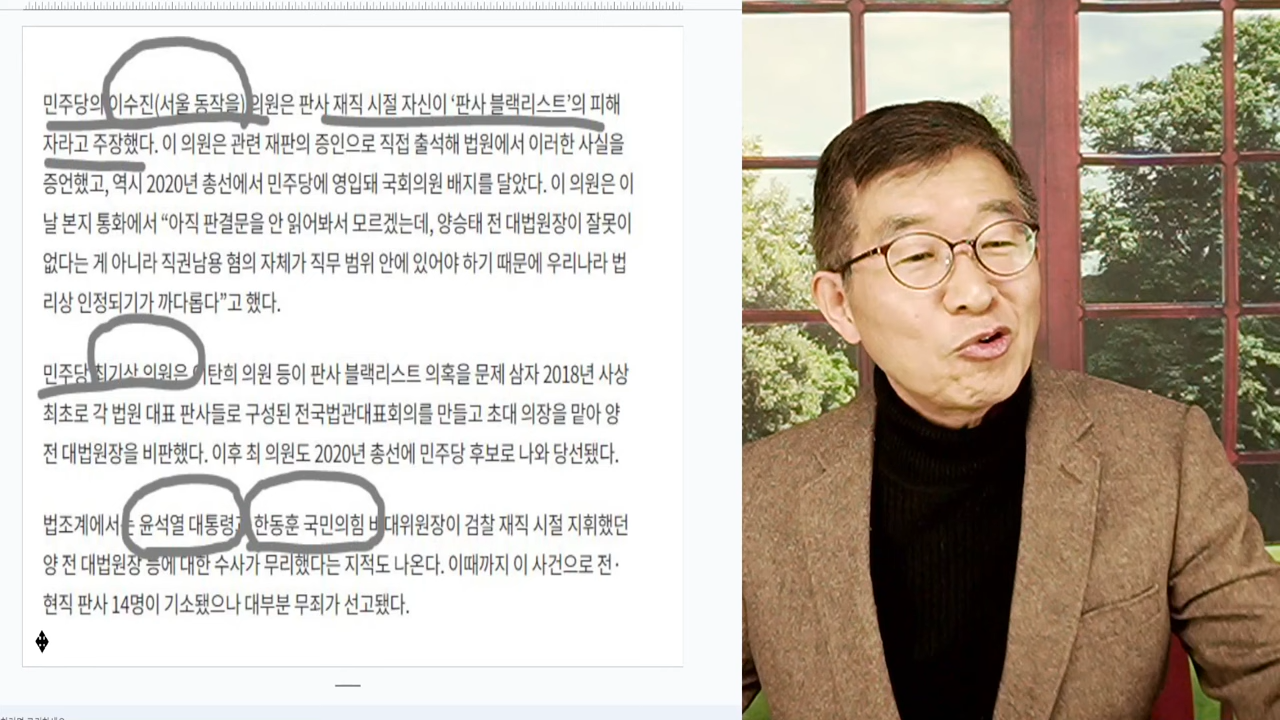 민주당의 이수진(서울 동작을) 의원은 판사 재직 시절 자신이 ‘판사 블랙리스트’의 피해
자라고 주장했다. 이 의원은 관련 재판의 증인으로 직접 출석해 법원에서 이러한 사실을
증언했고, 역시 2020년 총선에서 민주당에 영입돼 국회의원 배지를 달았다. 이 의원은 이
날 본지 통화에서 “아직 판결문을 안 읽어봐서 모르겠는데, 양승태 전 대법원장이 잘못이
없다는 게 아니라 직권남용 혐의 자체가 직무 범위 안에 있어야 하기 때문에 우리나라 법
리상 인정되기가 까다롭다”고 했다.
민주당 최기상 의원은 이탄희 의원 등이 판사 블랙리스트 의혹을 문제 삼자 2018년 사상
최초로 각 법원 대표 판사들로 구성된 전국법관대표회의를 만들고 초대 의장을 맡아 양
전 대법원장을 비판했다. 이후 최 의원도 2020년 총선에 민주당 후보로 나와 당선됐다.
법조계에서는 윤석열 대통령과 한동훈 국민의힘 비대위원장이 검찰 재직 시절 지휘했던
양 전 대법원장 등에 대한 수사가 무리했다는 지적도 나온다. 이때까지 이 사건으로 전·
현직 판사 14명이 기소됐으나 대부분 무죄가 선고됐다.